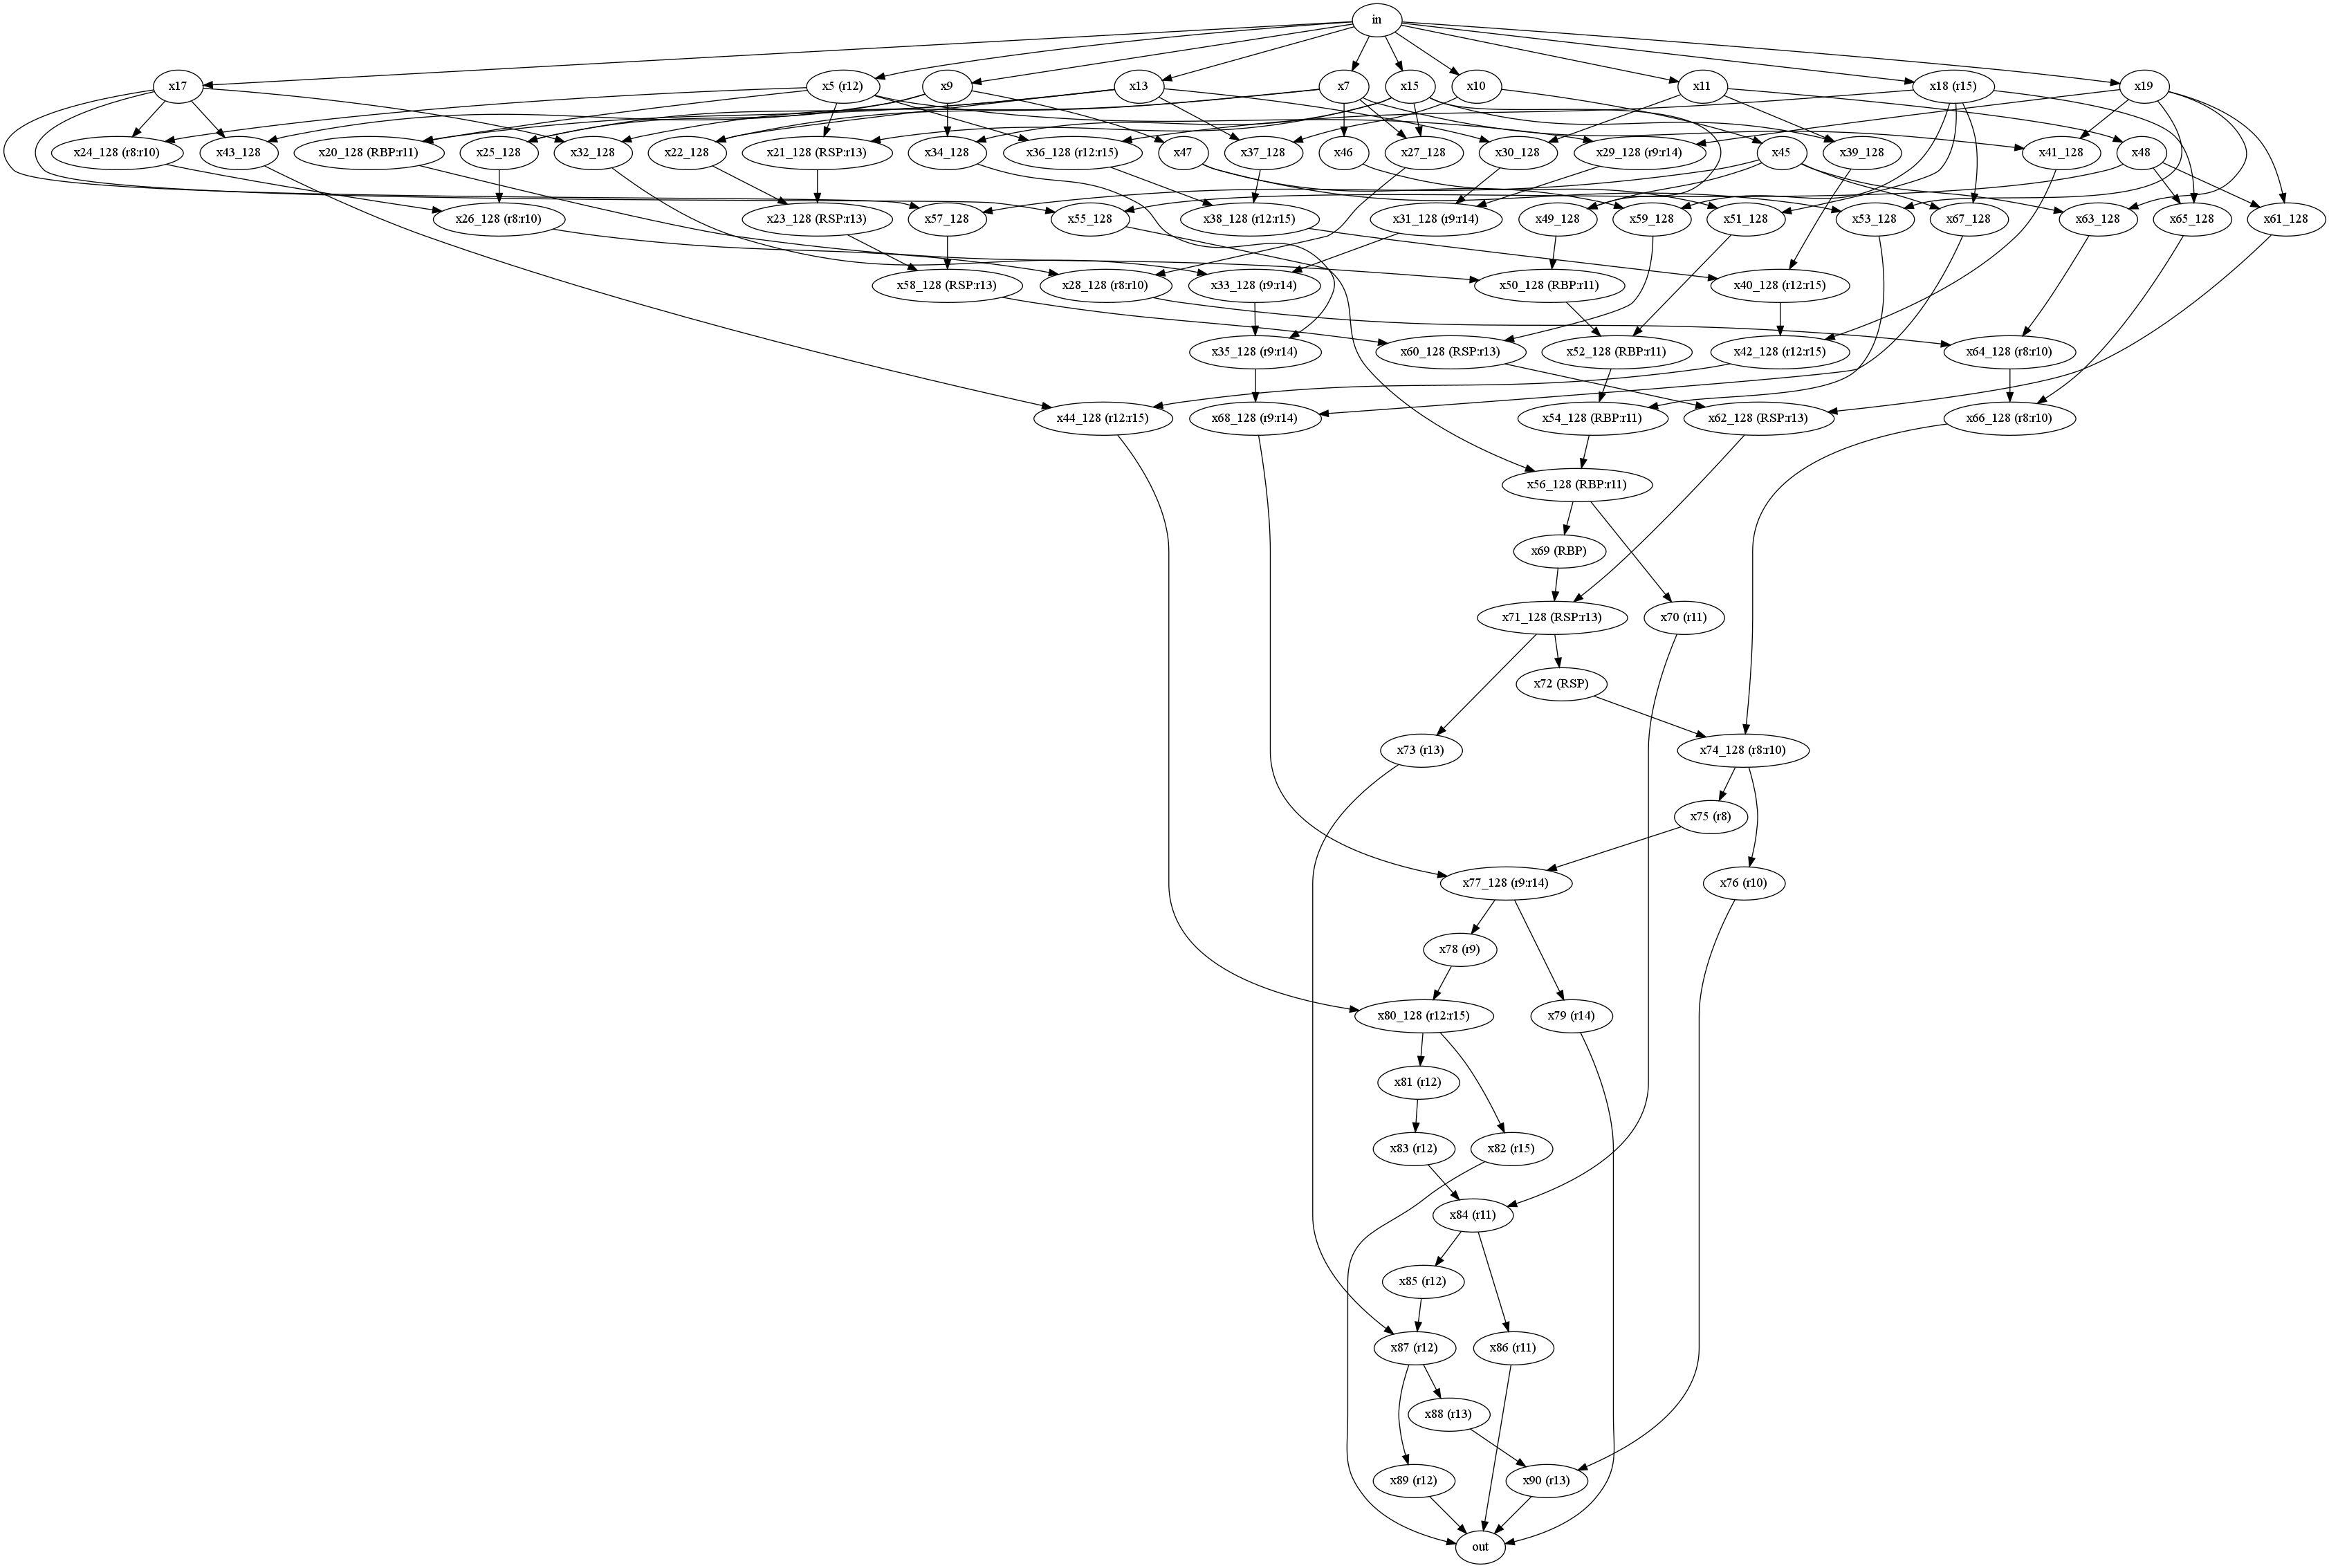 in
x17
x5 (r12)
x9
x13
x7
x15
x10
x11
x18 (r15)
x19
x24_128 (r8:r10)
x43_128
x20_128 (RBP:r11)
x25_128
x32_128
x22_128
x21_128 (RSP:r13)
x34_128
x36_128 (r12:r15)
x47
x37_128
x46
x27_128
x30_128
x29_128 (r9:r14)
x45
x39_128
x41_128
x48
x26_128 (r8:r10)
x23_128 (RSP:r13)
x57_128
x55_128
x38_128 (r12:r15)
x31_128 (r9:r14)
x49_128
x59_128
x51_128
x53_128
x67_128
x63_128
x65_128
x61_128
x58_128 (RSP:r13)
x28_128 (r8:r10)
x33_128 (r9:r14)
x50_128 (RBP:r11)
x40_128 (r12:r15)
x35_128 (r9:r14)
x60_128 (RSP:r13)
x52_128 (RBP:r11)
x42_128 (r12:r15)
x64_128 (r8:r10)
x44_128 (r12:r15)
x68_128 (r9:r14)
x54_128 (RBP:r11)
x62_128 (RSP:r13)
x66_128 (r8:r10)
x56_128 (RBP:r11)
x69 (RBP)
x71_128 (RSP:r13)
x70 (r11)
x72 (RSP)
x73 (r13)
x74_128 (r8:r10)
x75 (r8)
x77_128 (r9:r14)
x76 (r10)
x78 (r9)
x80_128 (r12:r15)
x79 (r14)
x81 (r12)
x83 (r12)
x82 (r15)
x84 (r11)
x85 (r12)
x87 (r12)
x86 (r11)
x88 (r13)
x89 (r12)
x90 (r13)
out